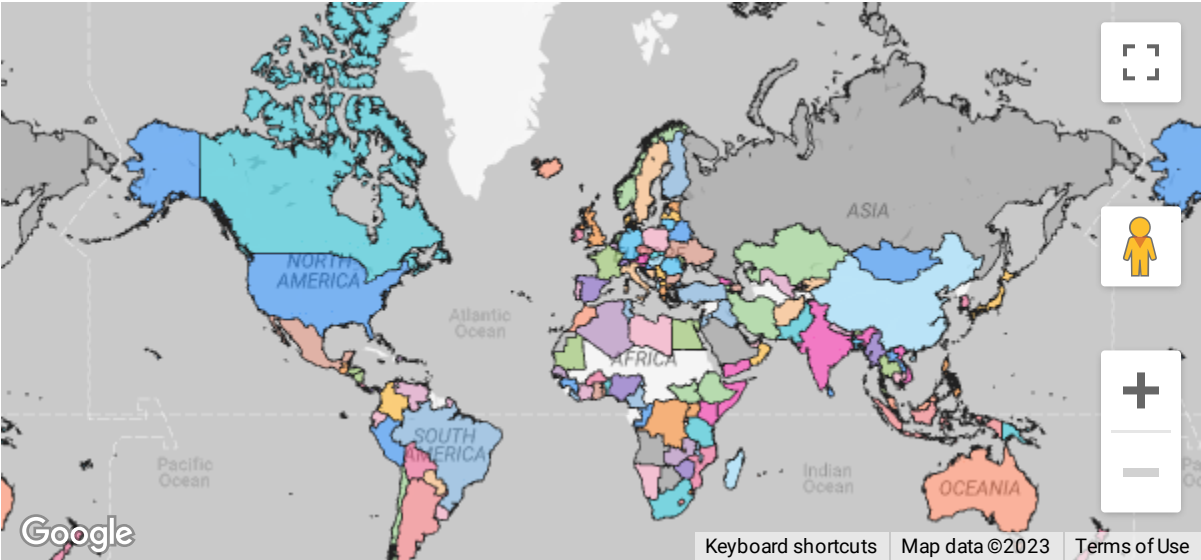 ASIA
NORTH
AMERICA
Atlantic
Ocean
AFRICA
SOUTH
AMERICA
Pacific
Ocean
Indian
Ocean
OCEANIA
Google
Keyboard shortcuts
Map data ©2023
Terms of Use